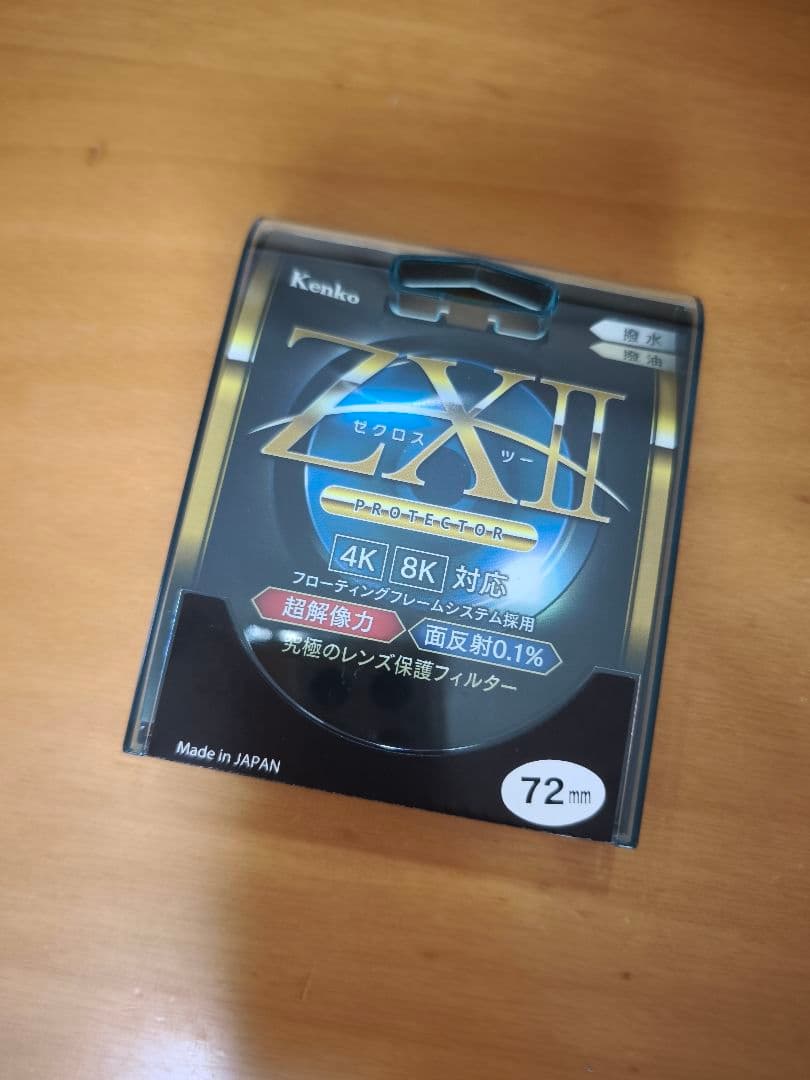 Kenko
撥水
撥油
ZXII
ゼクロス ツー
PROTECTOR
4K 8K 対応
フローティングフレームシステム採用
超解像力 面反射0.1%
究極のレンズ保護フィルター
Made in JAPAN
72mm